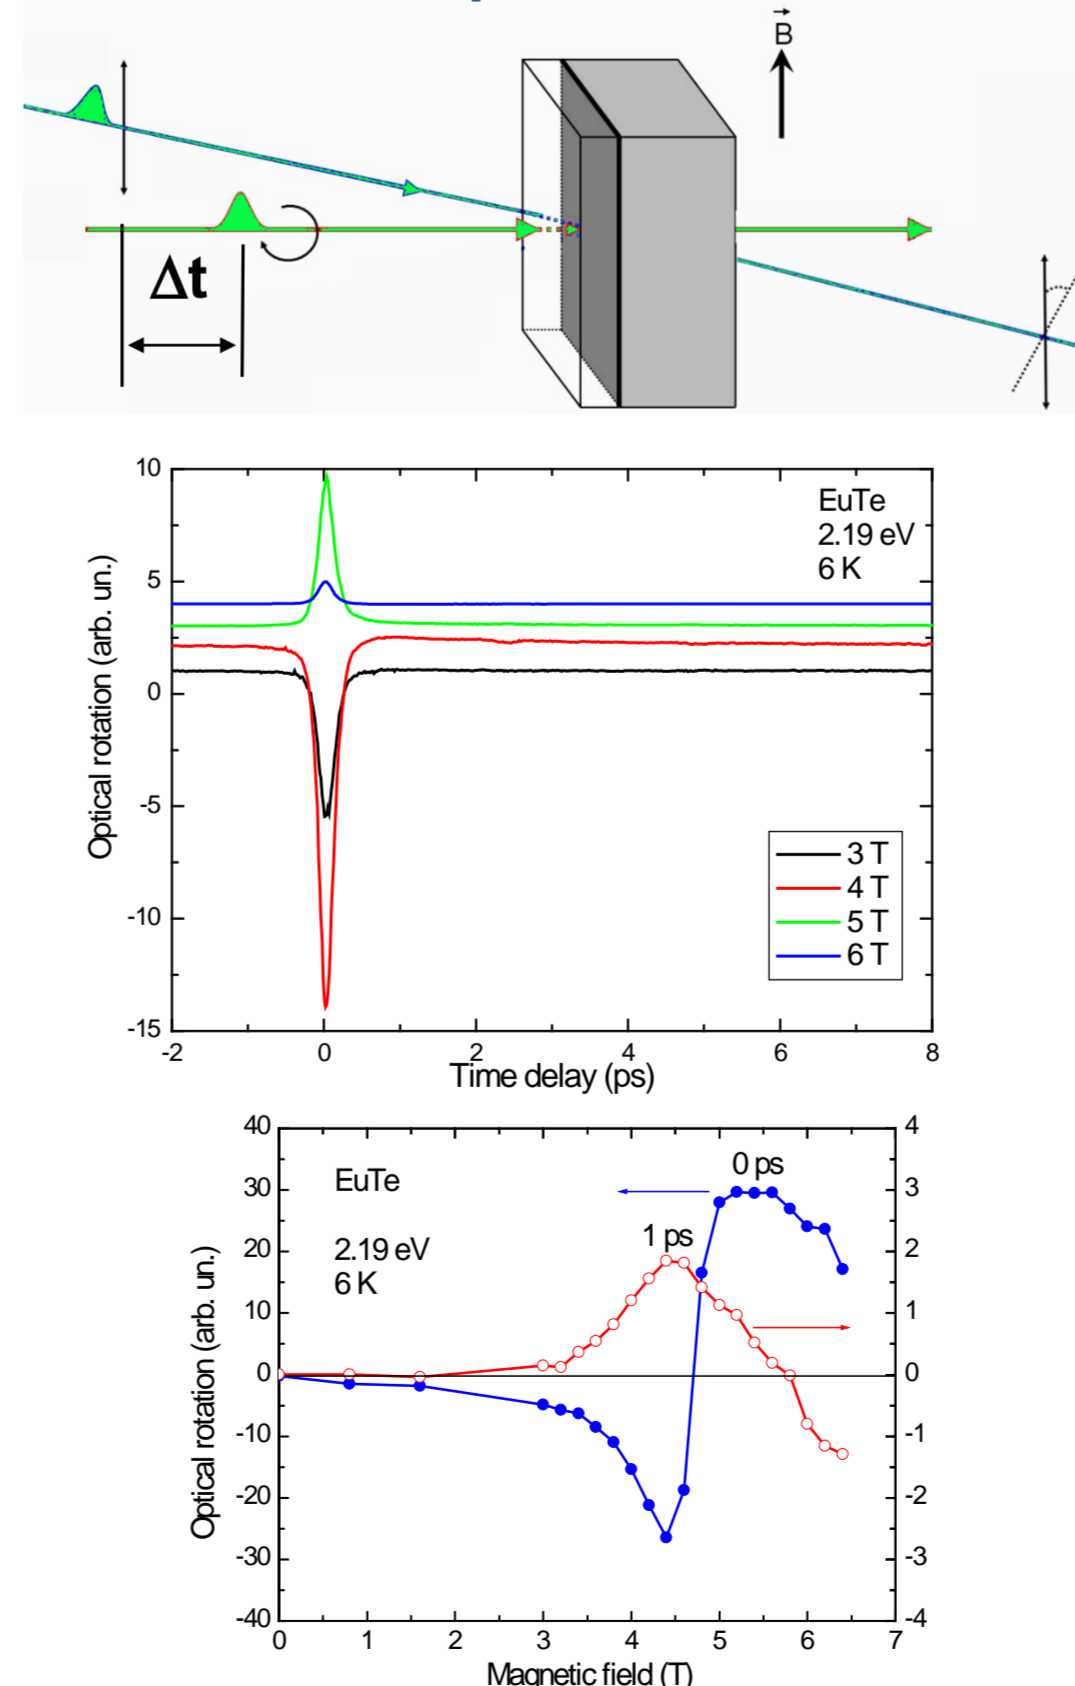 B
Δt
10
5
0
-5
-10
-15
Optical rotation (arb. un.)
EuTe
2.19 eV
6 K
3 T
4 T
5 T
6 T
-2
0
2
4
6
8
Time delay (ps)
40
30
20
10
0
-10
-20
-30
-40
Optical rotation (arb. un.)
EuTe
2.19 eV
6 K
0 ps
1 ps
4
3
2
1
0
-1
-2
-3
-4
0
1
2
3
4
5
6
7
Magnetic field (T)